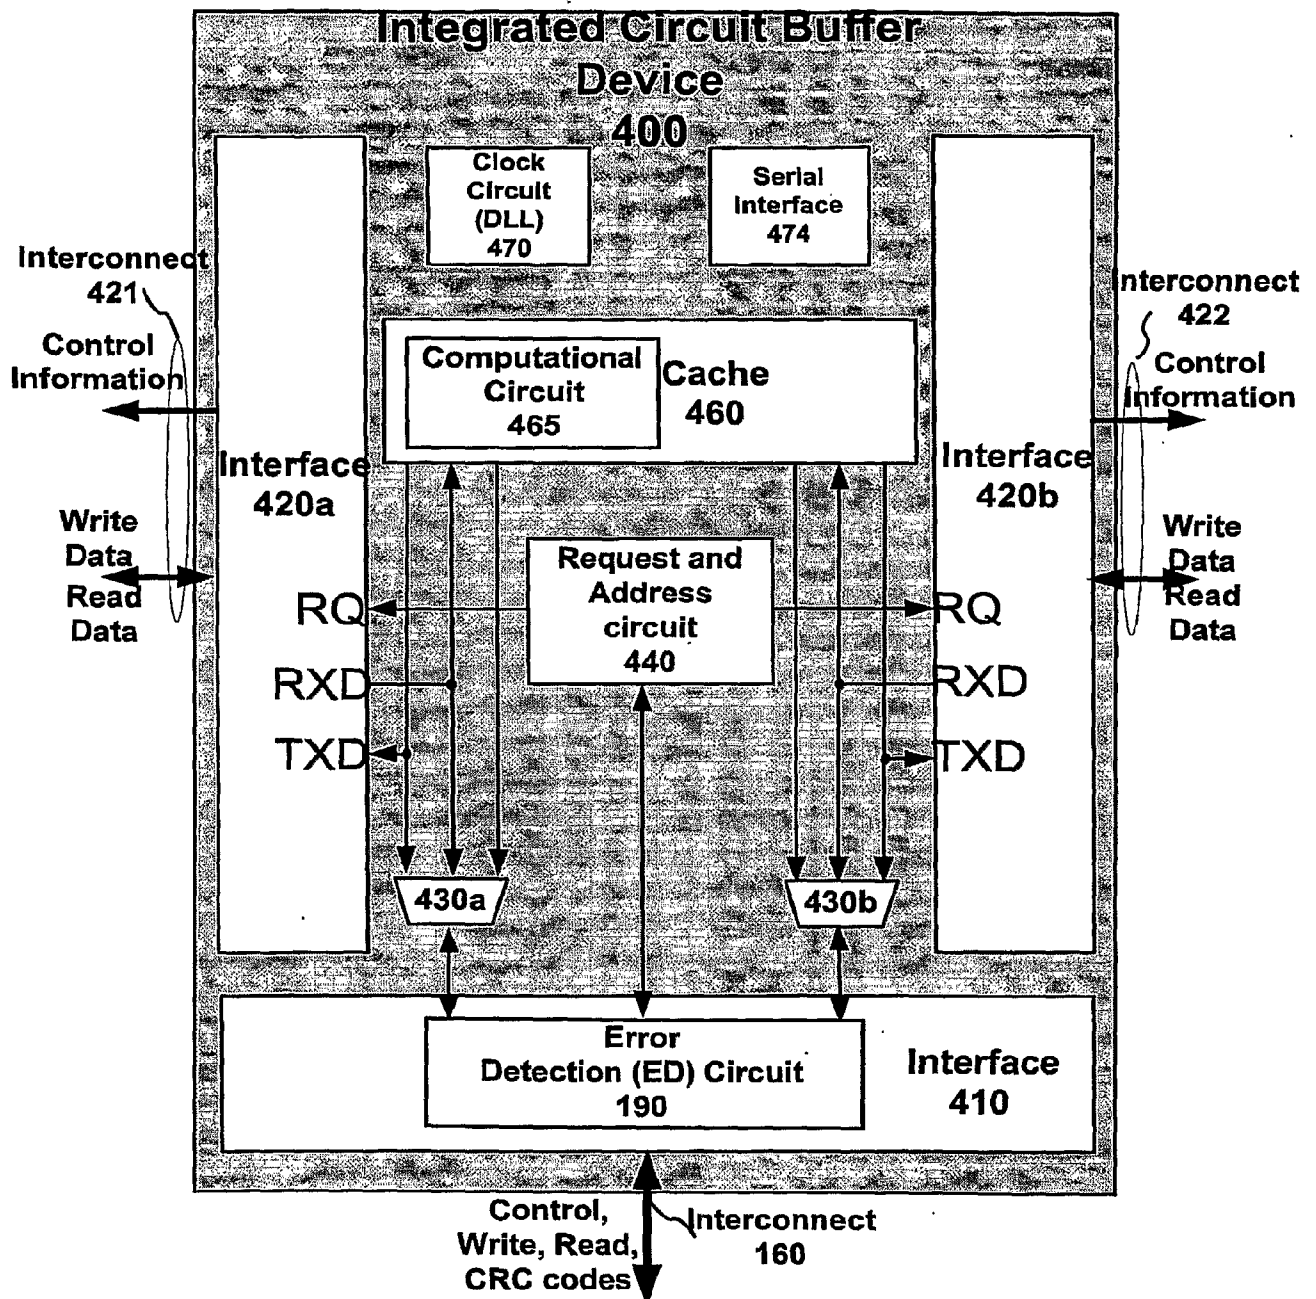 Integrated Circuit Buffer
Device
400
Clock
Circuit
(DLL)
470
Serial
Interface
474
Interconnect
421
Control
Information
Interconnect
422
Control
Information
Computational
Circuit
465
Cache
460
Interface
420a
Interface
420b
Write
Data
Read
Data
Write
Data
Read
Data
Request and
Address
circuit
440
RQ
RXD
TXD
RQ
RXD
TXD
430a
430b
Error
Detection (ED) Circuit
190
Interface
410
Control,
Write, Read,
CRC codes
Interconnect
160